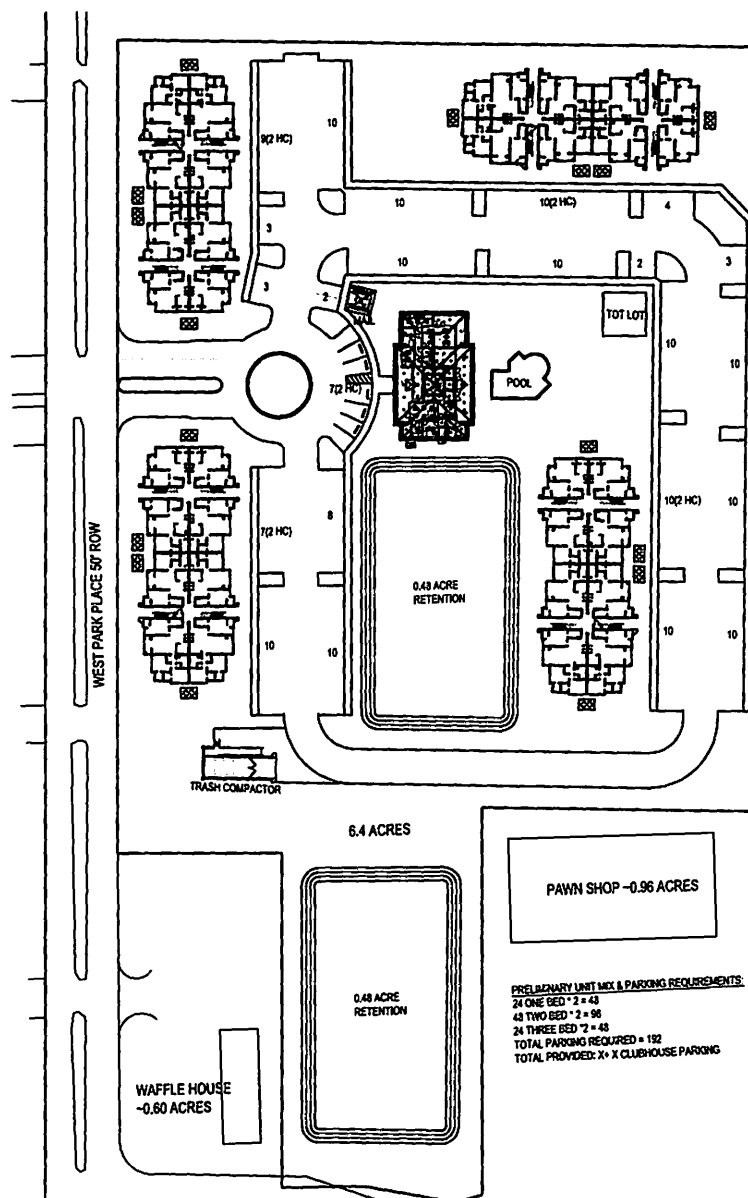 9(2 HC)
10
10
10(2 HC)
4
3
10
10
2
3
3
2
TOT LOT
10
10
7(2 HC)
POOL
7(2 HC)
8
10(2 HC)
10
0.43 ACRE
RETENTION
WEST PARK PLACE 50' ROW
10
10
10
10
TRASH COMPACTOR
6.4 ACRES
PAWN SHOP ~0.96 ACRES
PRELIMINARY UNIT MIX & PARKING REQUIREMENTS:
24 ONE BED * 2 = 48
48 TWO BED * 2 = 96
24 THREE BED *2 = 48
TOTAL PARKING REQUIRED = 192
TOTAL PROVIDED: X+ X CLUBHOUSE PARKING
0.48 ACRE
RETENTION
WAFFLE HOUSE
~0.60 ACRES